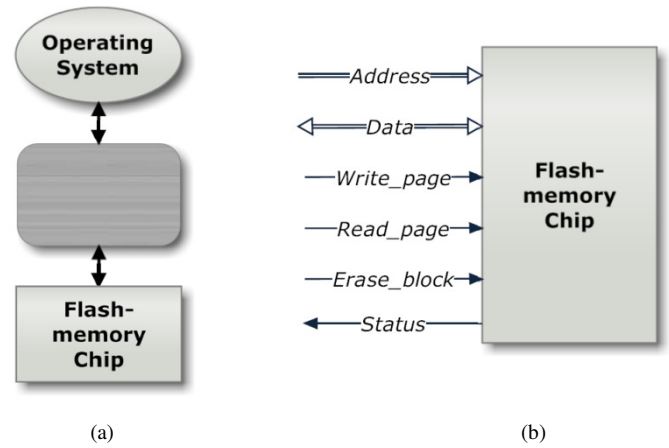 Operating
System
Flash-
memory
Chip
(a)
Address
Data
Write_page
Read_page
Erase_block
Status
Flash-
memory
Chip
(b)